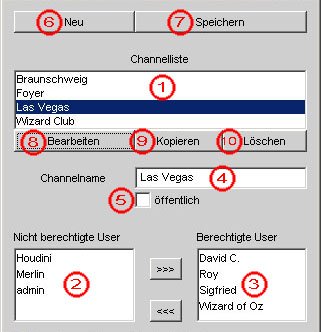 6 Neu 7 Speichern
Channelliste
Braunschweig 1
Foyer
Las Vegas
Wizard Club
8 Bearbeiten 9 Kopieren 10 Löschen
Channelname Las Vegas 4
5 öffentlich
Nicht berechtigte User Berechtigte User
Houdini David C.
Merlin >>> Roy
admin 2 Sigfried 3
<<< Wizard of Oz